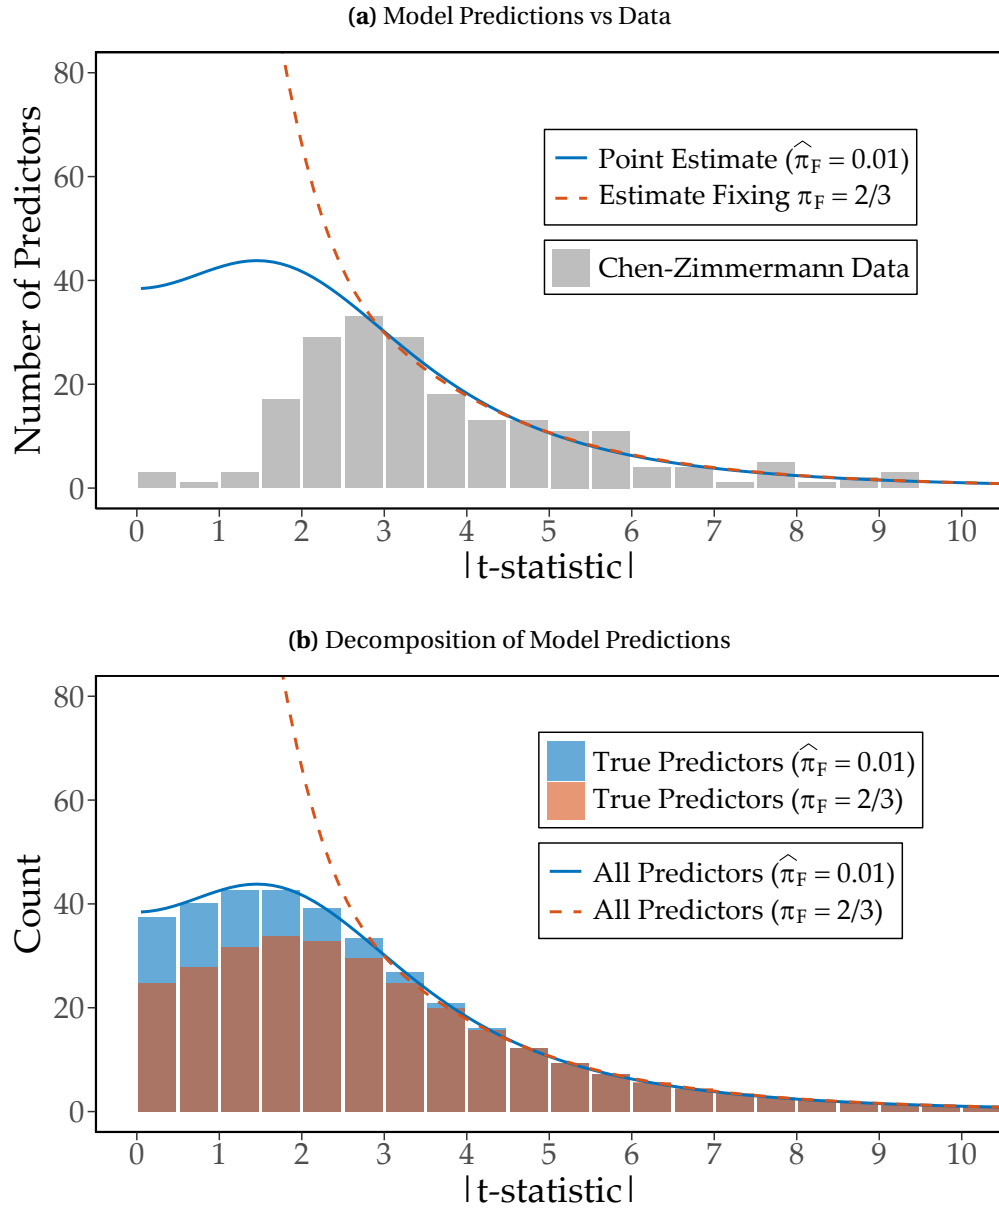 (a) Model Predictions vs Data
80
60
40
20
0
Number of Predictors
Point Estimate (π̂F = 0.01)
Estimate Fixing πF = 2/3
Chen-Zimmermann Data
0 1 2 3 4 5 6 7 8 9 10
|t-statistic|
(b) Decomposition of Model Predictions
80
60
40
20
0
Count
True Predictors (π̂F = 0.01)
True Predictors (πF = 2/3)
All Predictors (π̂F = 0.01)
All Predictors (πF = 2/3)
0 1 2 3 4 5 6 7 8 9 10
|t-statistic|